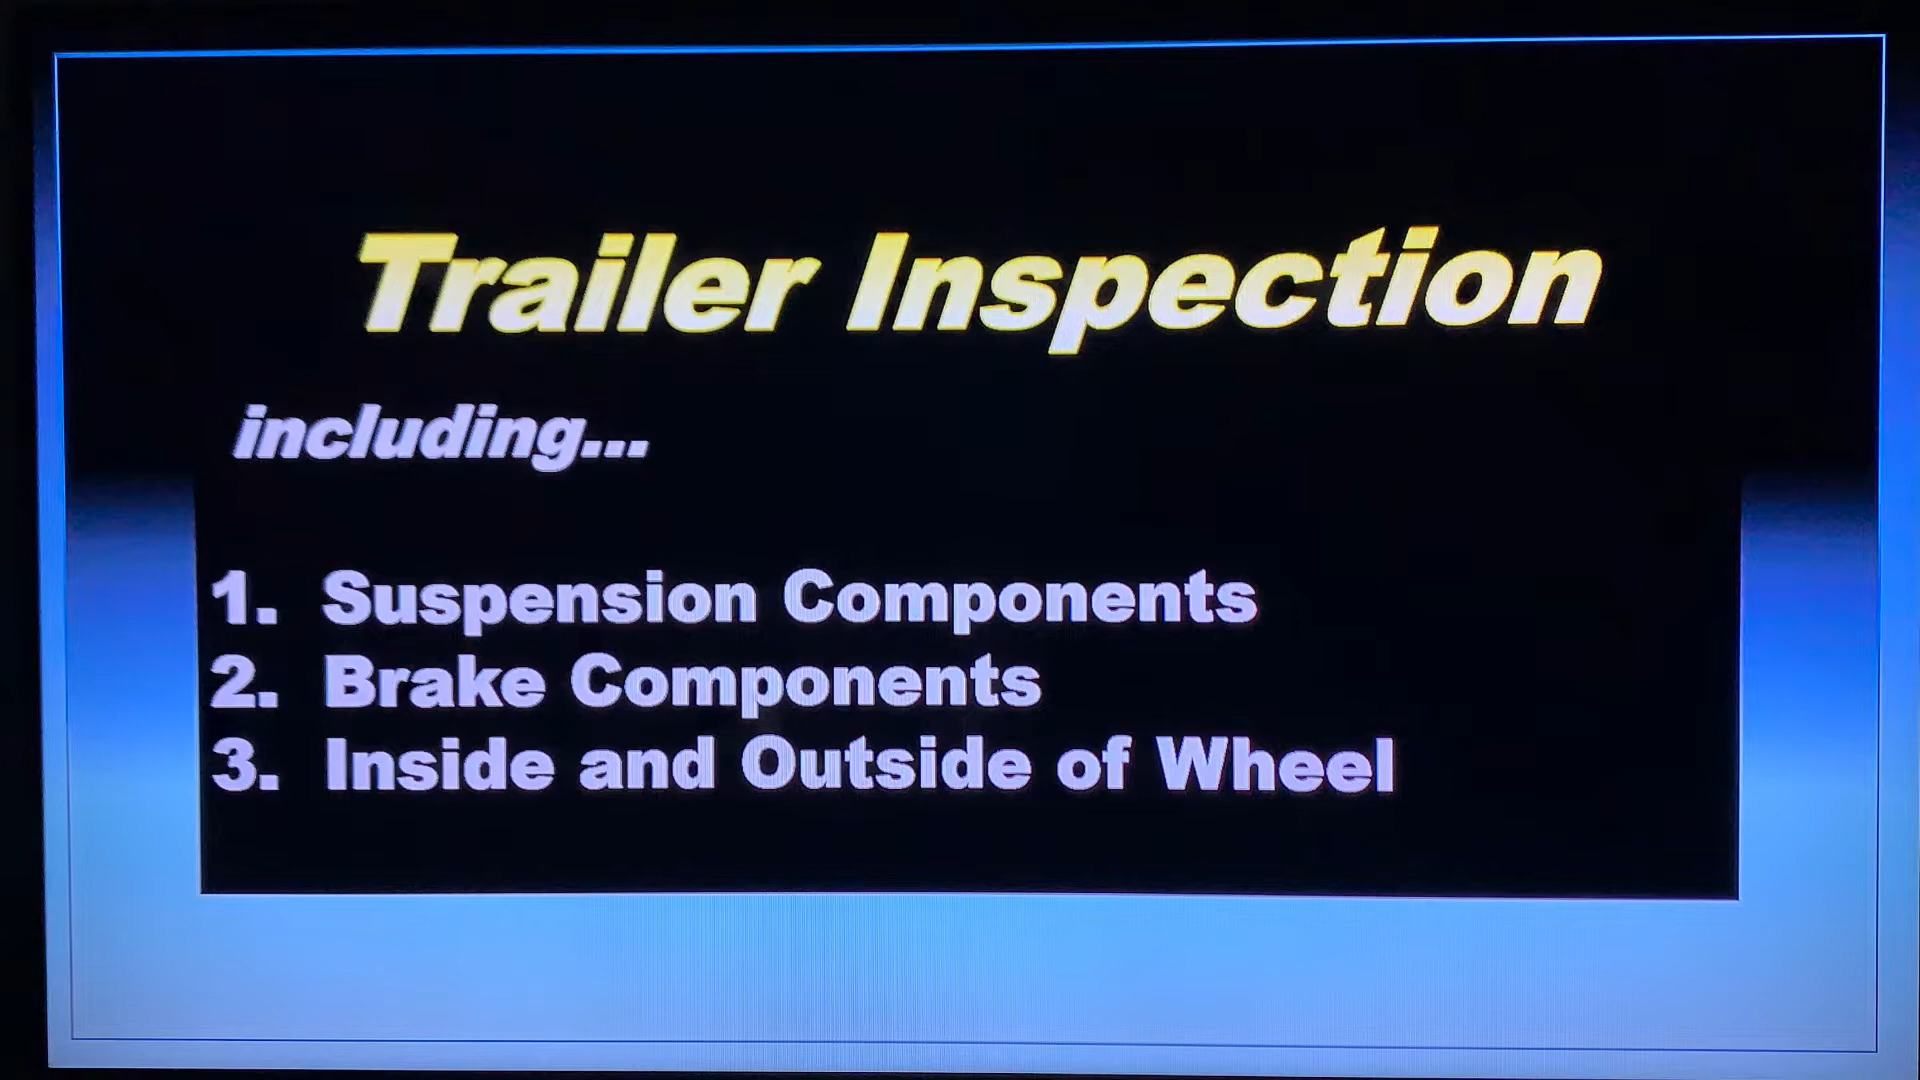 Trailer Inspection
including...
1. Suspension Components
2. Brake Components
3. Inside and Outside of Wheel